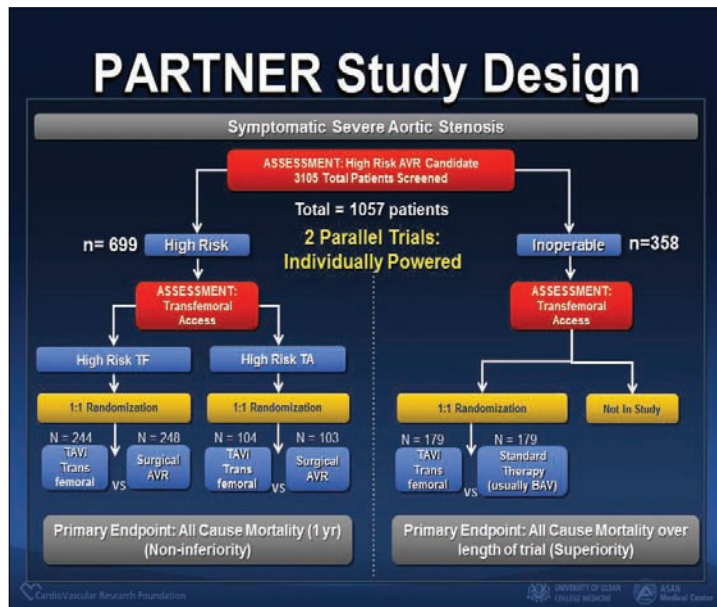 PARTNER Study Design
Symptomatic Severe Aortic Stenosis
ASSESSMENT: High Risk AVR Candidate
3105 Total Patients Screened
Total = 1057 patients
2 Parallel Trials:
Individually Powered
n= 699
High Risk
Inoperable
n=358
ASSESSMENT:
Transfemoral
Access
ASSESSMENT:
Transfemoral
Access
High Risk TF
High Risk TA
1:1 Randomization
1:1 Randomization
1:1 Randomization
Not In Study
N = 244
N = 248
N = 104
N = 103
N = 179
N = 179
TAVi
Trans
femoral
vs
Surgical
AVR
TAVi
Trans
femoral
vs
Surgical
AVR
TAVi
Trans
femoral
vs
Standard
Therapy
(usually BAV)
Primary Endpoint: All Cause Mortality (1 yr)
(Non-inferiority)
Primary Endpoint: All Cause Mortality over
length of trial (Superiority)
CardioVascular Research Foundation
UNIVERSITY OF ULSAN
COLLEGE MEDICINE
ASAN
Medical Center